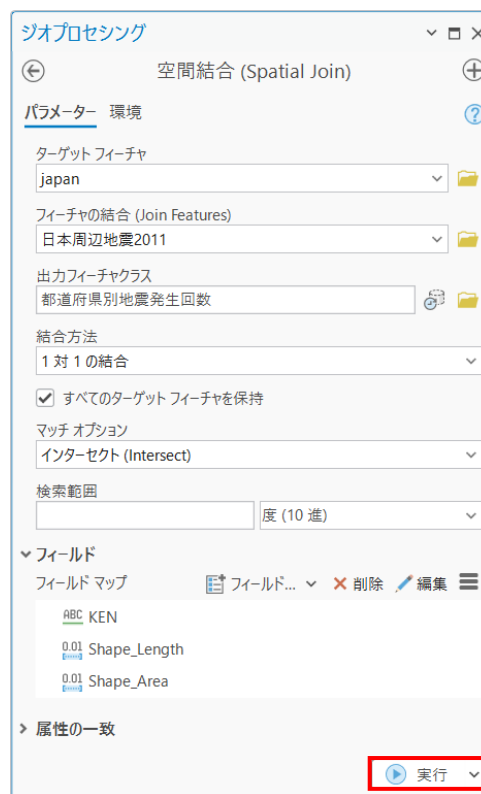 ジオプロセシング
空間結合 (Spatial Join)
パラメーター 環境
ターゲット フィーチャ
japan
フィーチャの結合 (Join Features)
日本周辺地震2011
出力フィーチャクラス
都道府県別地震発生回数
結合方法
1 対 1 の結合
すべてのターゲット フィーチャを保持
マッチ オプション
インターセクト (Intersect)
検索範囲
度 (10 進)
フィールド
フィールド マップ フィールド... 削除 編集
ABC KEN
0.01 Shape_Length
0.01 Shape_Area
属性の一致
実行